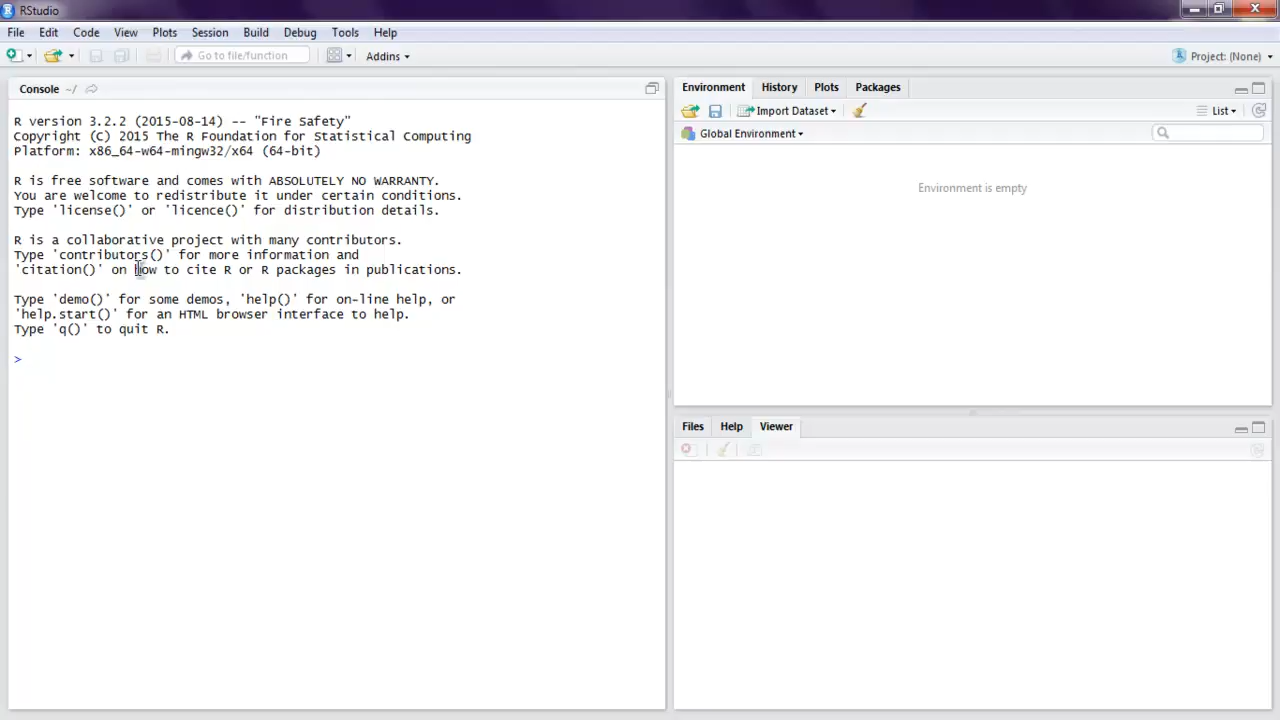 RStudio
File Edit Code View Plots Session Build Debug Tools Help
Go to file/function Addins Project: (None)
Console ~/
R version 3.2.2 (2015-08-14) -- "Fire Safety"
Copyright (C) 2015 The R Foundation for Statistical Computing
Platform: x86_64-w64-mingw32/x64 (64-bit)
R is free software and comes with ABSOLUTELY NO WARRANTY.
You are welcome to redistribute it under certain conditions.
Type 'license()' or 'licence()' for distribution details.
R is a collaborative project with many contributors.
Type 'contributors()' for more information and
'citation()' on how to cite R or R packages in publications.
Type 'demo()' for some demos, 'help()' for on-line help, or
'help.start()' for an HTML browser interface to help.
Type 'q()' to quit R.
>
Environment History Plots Packages
Import Dataset List
Global Environment
Environment is empty
Files Help Viewer